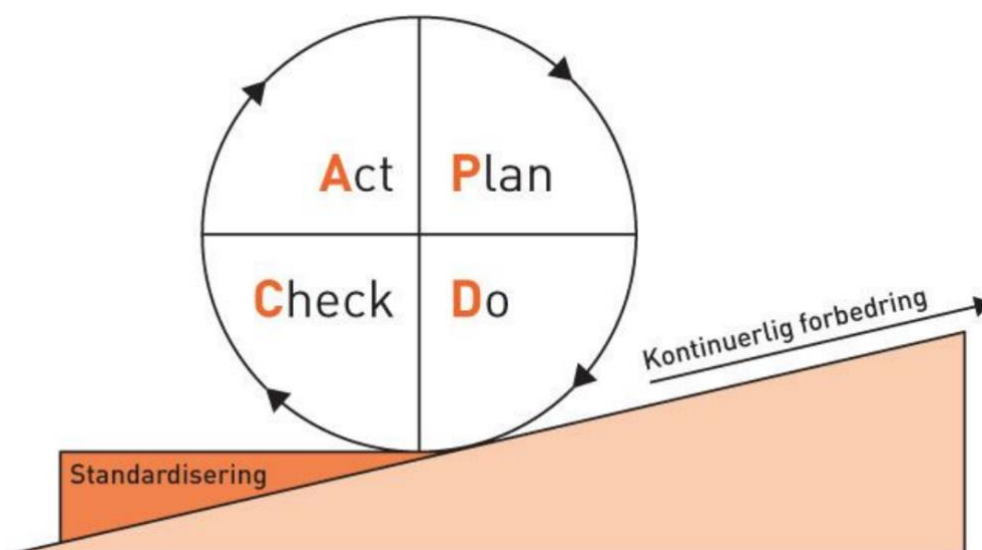 Act
Plan
Check
Do
Kontinuerlig forbedring
Standardisering